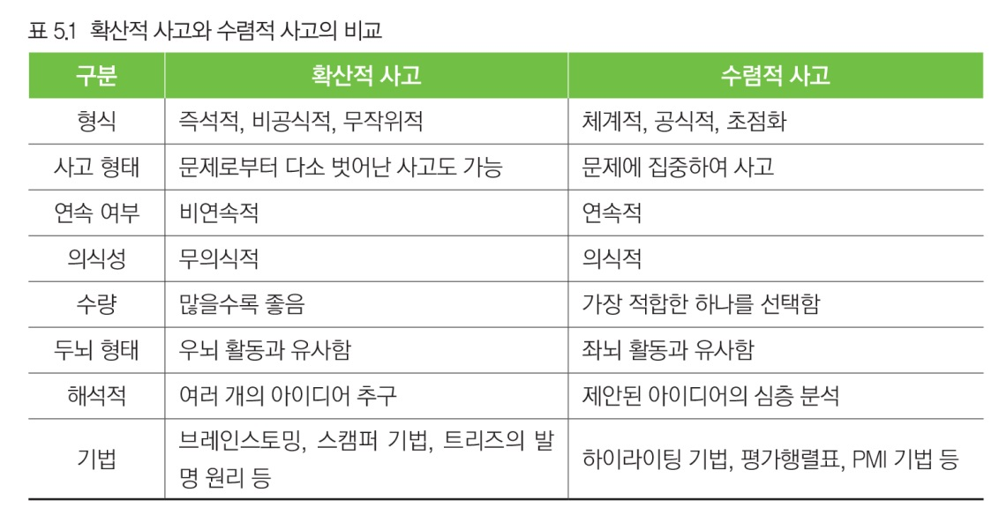 표 5.1 확산적 사고와 수렴적 사고의 비교
구분 확산적 사고 수렴적 사고
형식 즉석적, 비공식적, 무작위적 체계적, 공식적, 초점화
사고 형태 문제로부터 다소 벗어난 사고도 가능 문제에 집중하여 사고
연속 여부 비연속적 연속적
의식성 무의식적 의식적
수량 많을수록 좋음 가장 적합한 하나를 선택함
두뇌 형태 우뇌 활동과 유사함 좌뇌 활동과 유사함
해석적 여러 개의 아이디어 추구 제안된 아이디어의 심층 분석
기법 브레인스토밍, 스캠퍼 기법, 트리즈의 발
명 원리 등 하이라이팅 기법, 평가행렬표, PMI 기법 등